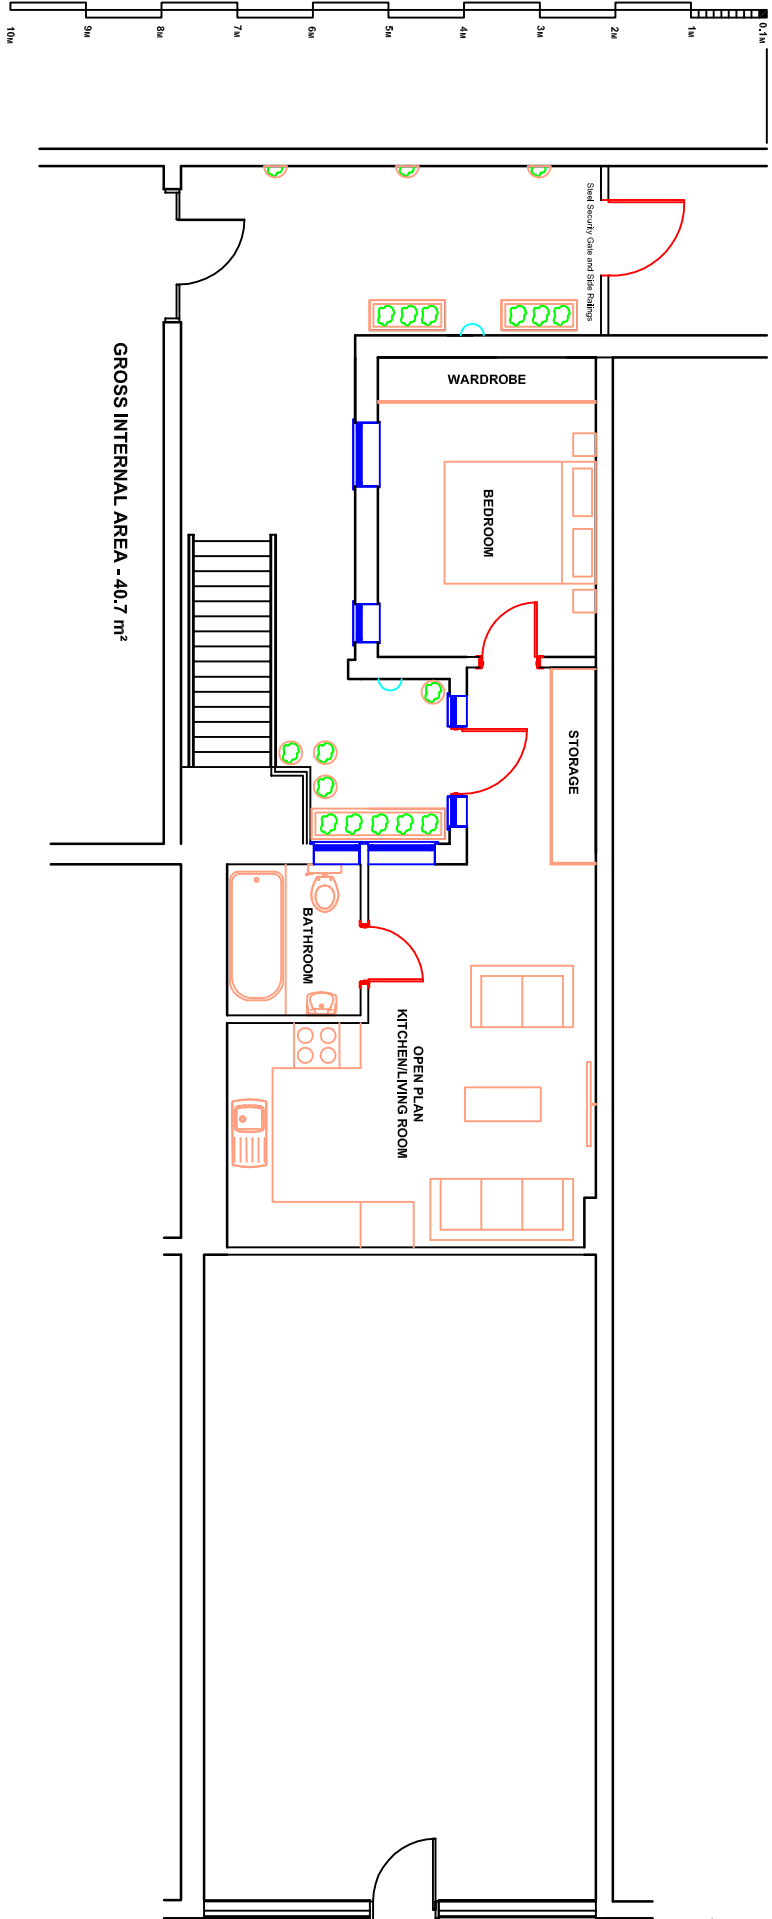 10M
9M
8M
7M
6M
5M
4M
3M
2M
1M
0.1M
Steel Security Gate and Side Railings
GROSS INTERNAL AREA - 40.7 m²
WARDROBE
BEDROOM
STORAGE
BATHROOM
OPEN PLAN
KITCHEN/LIVING ROOM